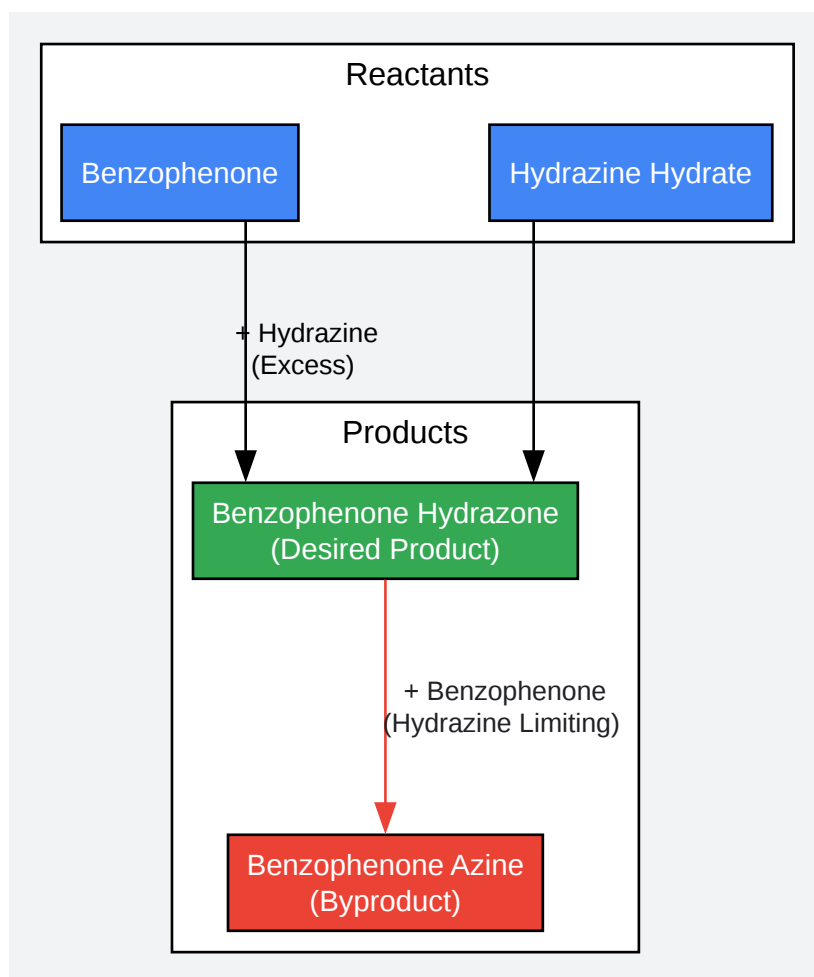 Reactants
Benzophenone
Hydrazine Hydrate
+ Hydrazine
(Excess)
Products
Benzophenone Hydrazone
(Desired Product)
+ Benzophenone
(Hydrazine Limiting)
Benzophenone Azine
(Byproduct)